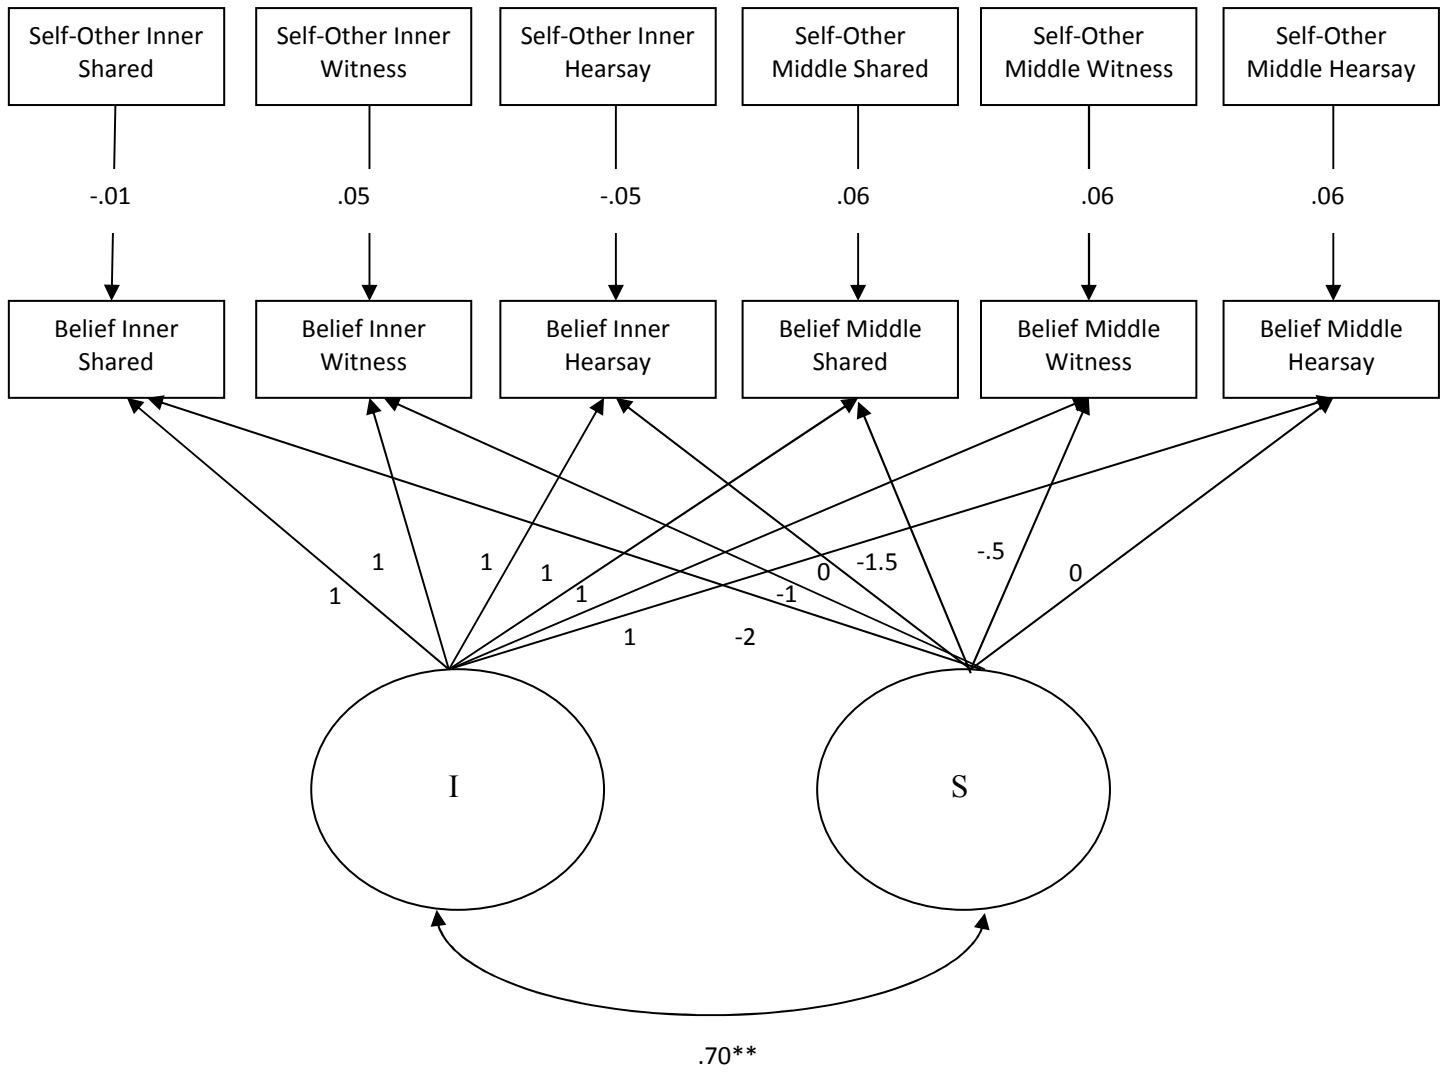 Self-Other Inner
Shared
Self-Other Inner
Witness
Self-Other Inner
Hearsay
Self-Other
Middle Shared
Self-Other
Middle Witness
Self-Other
Middle Hearsay
-.01
.05
-.05
.06
.06
.06
Belief Inner
Shared
Belief Inner
Witness
Belief Inner
Hearsay
Belief Middle
Shared
Belief Middle
Witness
Belief Middle
Hearsay
1
1
1
1
1
1
-2
-1
0
-1.5
-.5
0
I
S
.70**